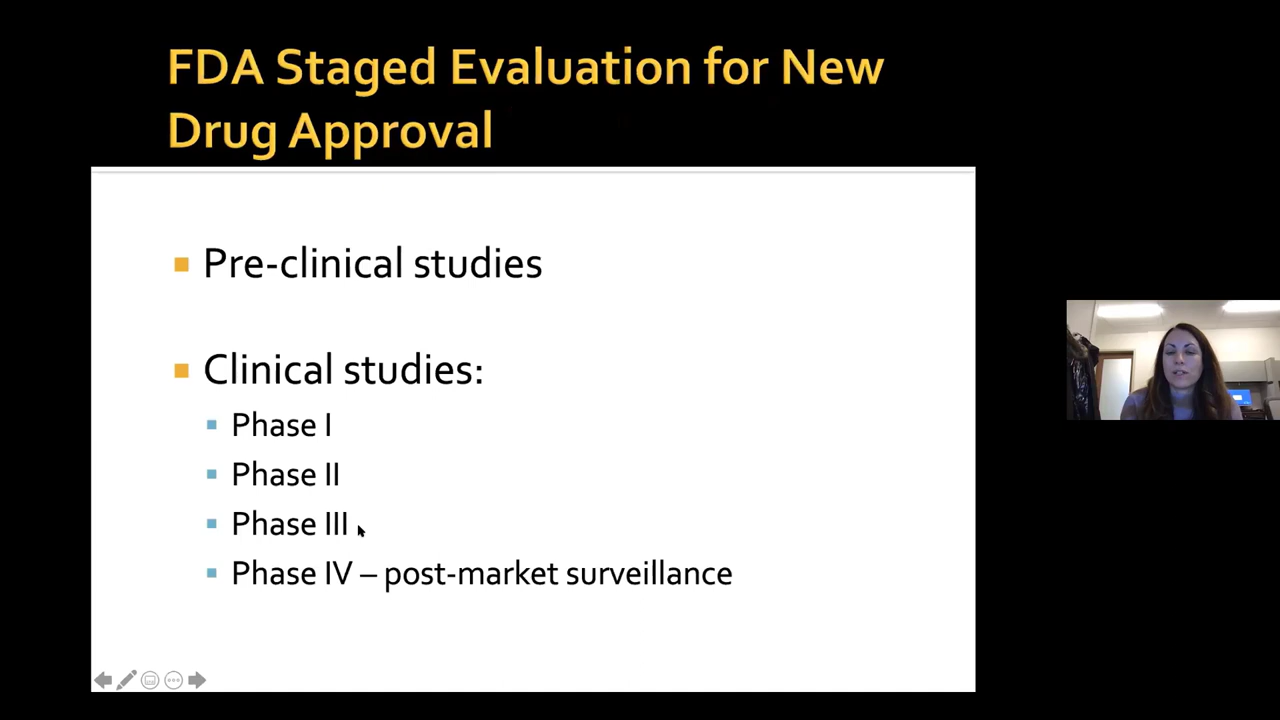 FDA Staged Evaluation for New
Drug Approval
Pre-clinical studies
Clinical studies:
Phase I
Phase II
Phase III
Phase IV – post-market surveillance